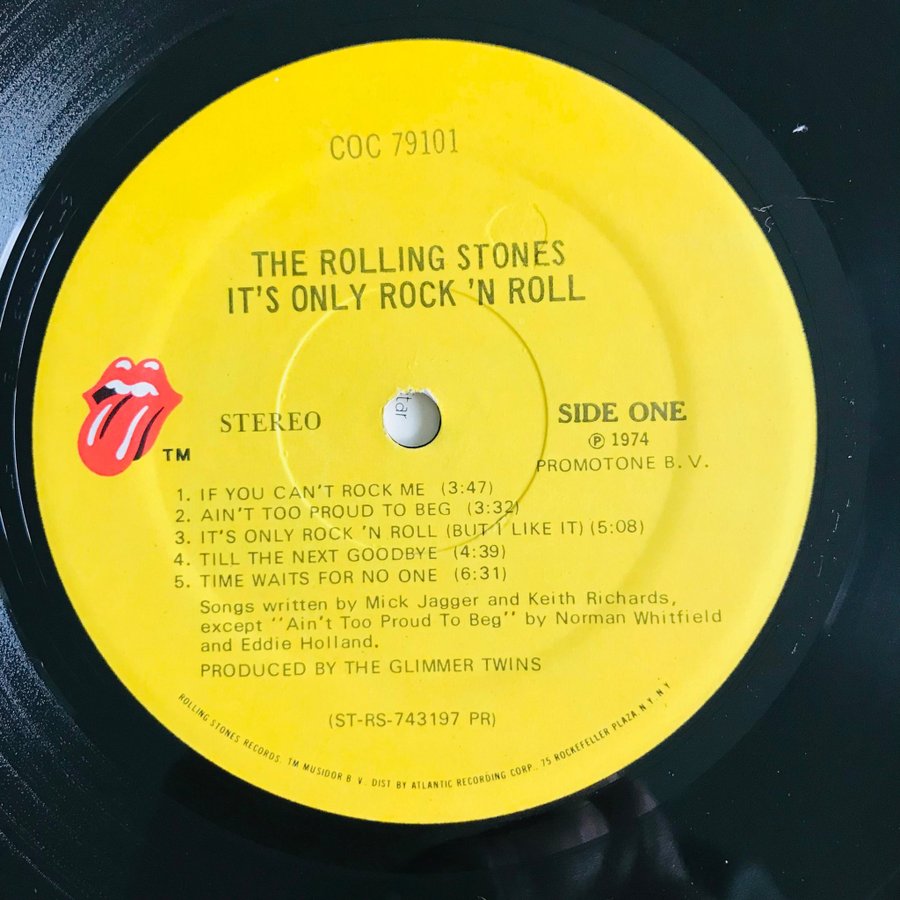 COC 79101
THE ROLLING STONES
IT'S ONLY ROCK 'N ROLL
STEREO
SIDE ONE
℗ 1974
PROMOTONE B. V.
TM
1. IF YOU CAN'T ROCK ME (3:47)
2. AIN'T TOO PROUD TO BEG (3:32)
3. IT'S ONLY ROCK 'N ROLL (BUT I LIKE IT) (5:08)
4. TILL THE NEXT GOODBYE (4:39)
5. TIME WAITS FOR NO ONE (6:31)
Songs written by Mick Jagger and Keith Richards,
except "Ain't Too Proud To Beg" by Norman Whitfield
and Eddie Holland.
PRODUCED BY THE GLIMMER TWINS
(ST-RS-743197 PR)
ROLLING STONES RECORDS. TM MUSIDOR B. V. DIST BY ATLANTIC RECORDING CORP., 75 ROCKEFELLER PLAZA, N.Y. N.Y.